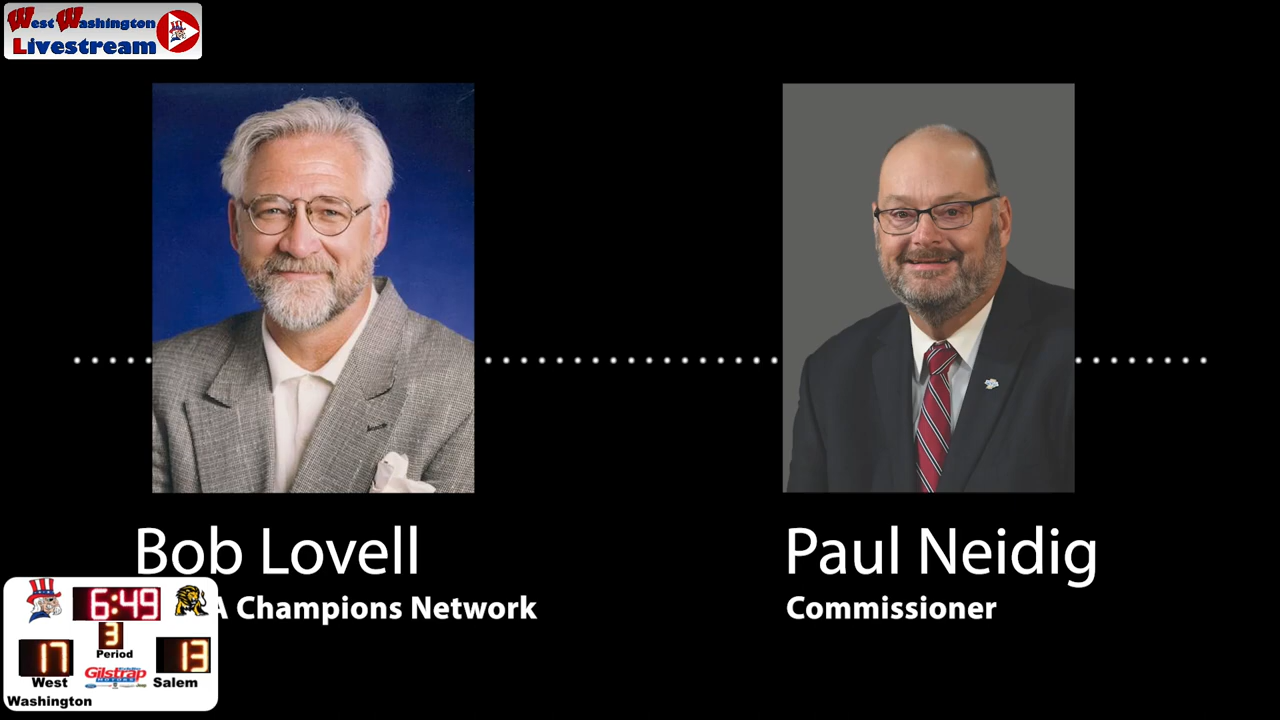 West Washington
Livestream
Bob Lovell
A Champions Network
Paul Neidig
Commissioner
6:49
3
Period
17
13
Gilstrap
MOTORS
West
Washington
Salem